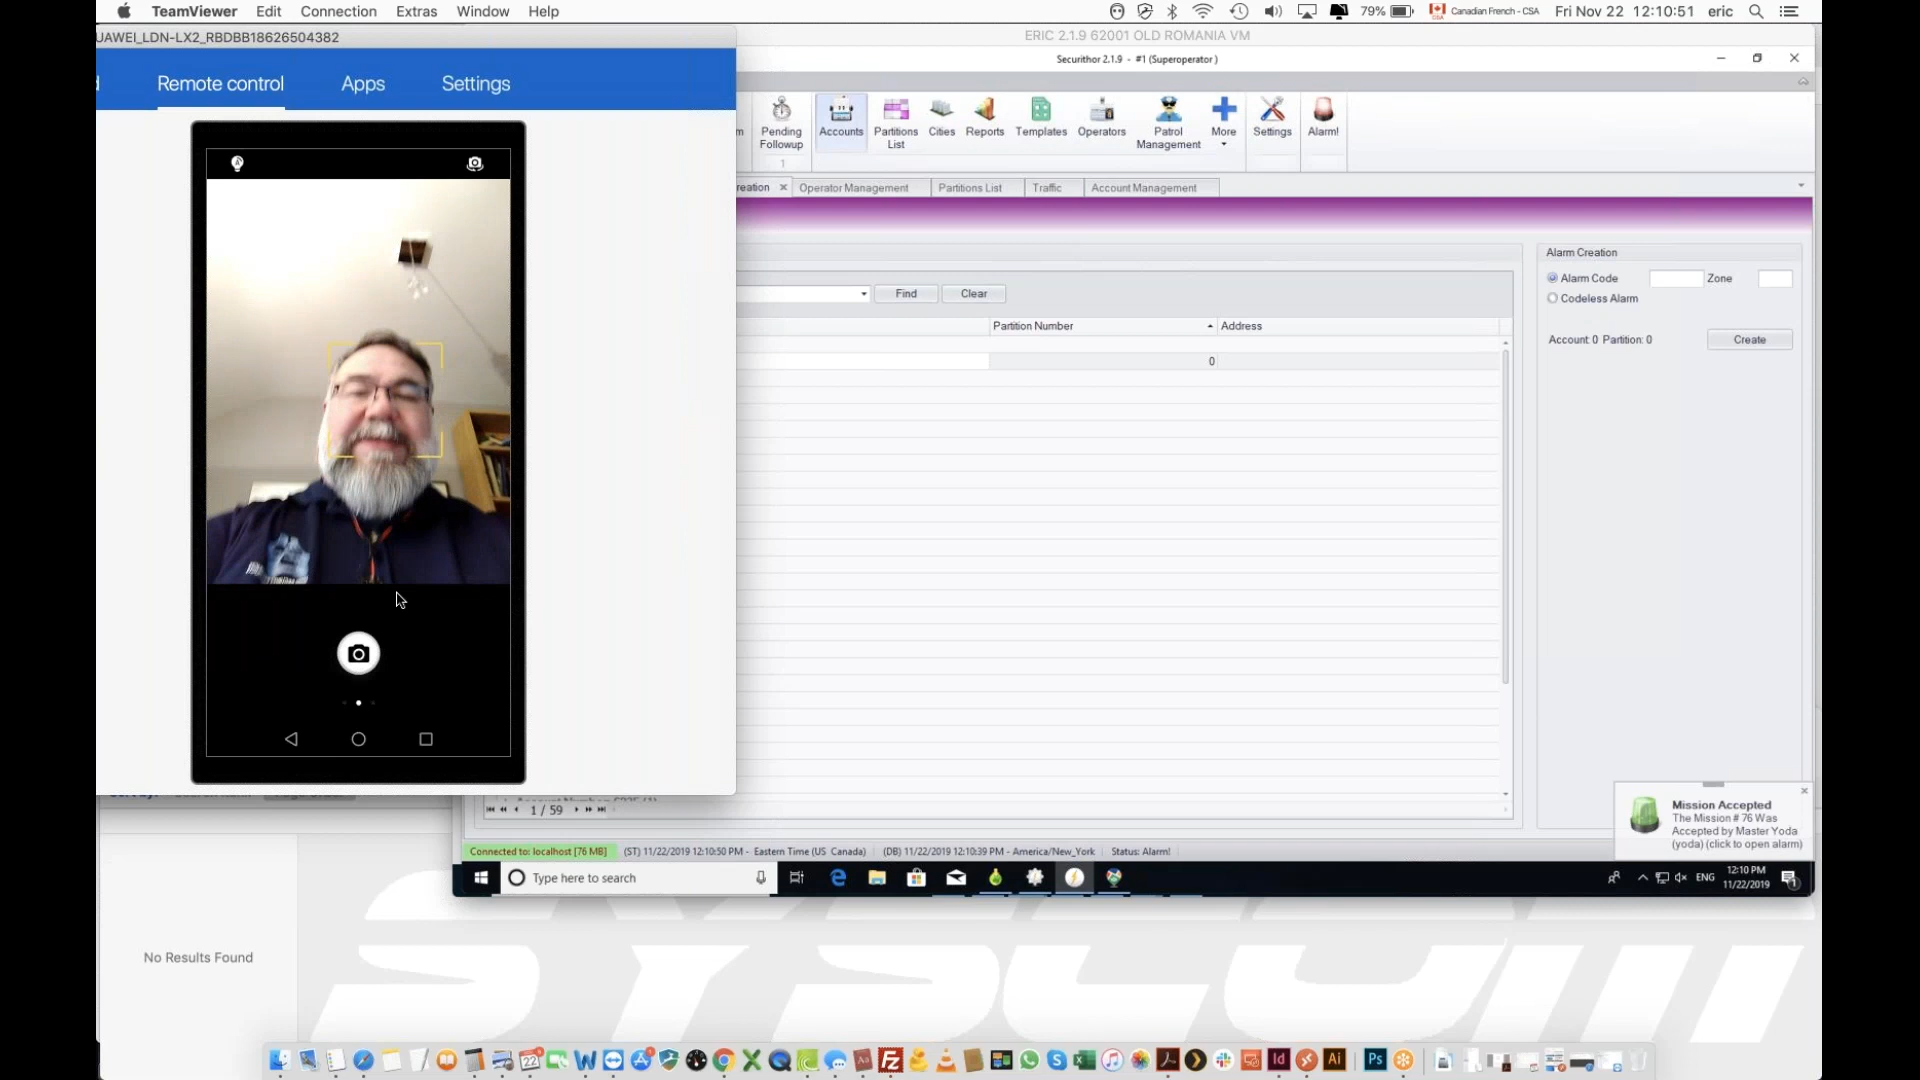 TeamViewer Edit Connection Extras Window Help
79% Canadian French - CSA Fri Nov 22 12:10:51 eric
UAWEI_LDN-LX2_RBDBB18626504382
ERIC 2.1.9 62001 OLD ROMANIA VM
Securithor 2.1.9 - #1 (Superoperator )
Remote control Apps Settings
Pending Followup
1
Accounts
Partitions List
Cities
Reports
Templates
Operators
Patrol Management
More
Settings
Alarm!
reation Operator Management Partitions List Traffic Account Management
Alarm Creation
Alarm Code Zone
Codeless Alarm
Find Clear
Partition Number Address
Account: 0 Partition: 0 Create
0
1 / 59
Mission Accepted
The Mission # 76 Was
Accepted by Master Yoda
(yoda) (click to open alarm)
Connected to: localhost [76 MB] (ST) 11/22/2019 12:10:50 PM - Eastern Time (US Canada) (DB) 11/22/2019 12:10:39 PM - America/New_York Status: Alarm!
Type here to search
ENG
12:10 PM
11/22/2019
1
No Results Found
SYSCOM